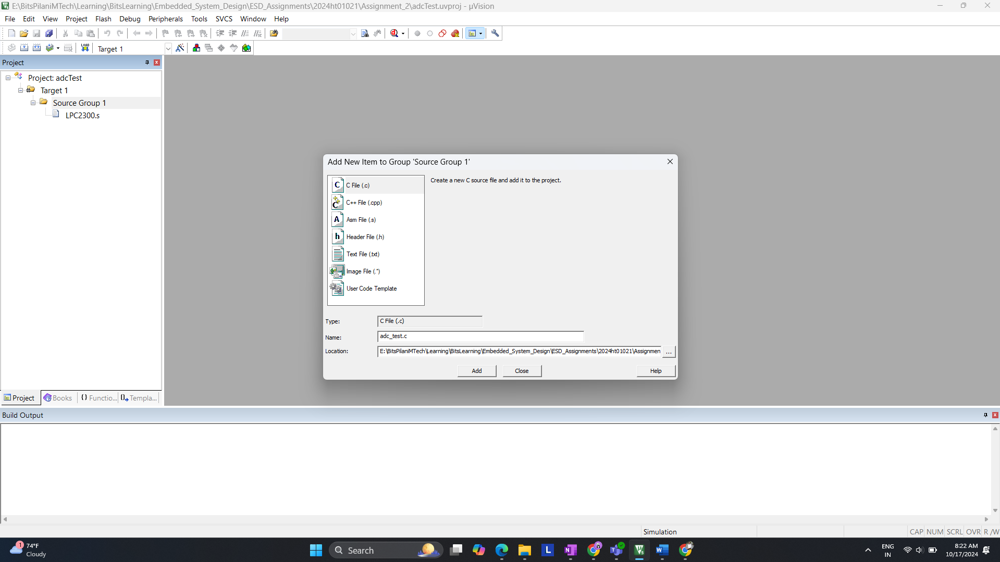 E:\BitsPilaniMTech\Learning\BitsLearning\Embedded_System_Design\ESD_Assignments\2024ht01021\Assignment_2\adcTest.uvproj - µVision
File Edit View Project Flash Debug Peripherals Tools SVCS Window Help
LOAD Target 1
Project
Project: adcTest
Target 1
Source Group 1
LPC2300.s
Add New Item to Group 'Source Group 1'
C File (.c)
C++ File (.cpp)
Asm File (.s)
Header File (.h)
Text File (.txt)
Image File (.*)
User Code Template
Create a new C source file and add it to the project.
Type: C File (.c)
Name: adc_test.c
Location: E:\BitsPilaniMTech\Learning\BitsLearning\Embedded_System_Design\ESD_Assignments\2024ht01021\Assignmen ...
Add Close Help
Project Books {} Functio... {} Templa...
Build Output
Simulation CAP NUM SCRL OVR R /W
1 74°F
Cloudy
Search
ENG
IN
8:22 AM
10/17/2024